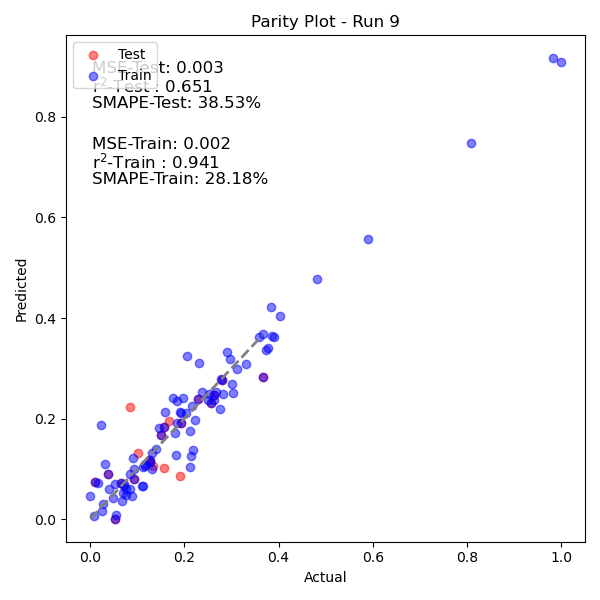 Parity Plot - Run 9
Test
Train
MSE-Test: 0.003
r²-Test : 0.651
SMAPE-Test: 38.53%
MSE-Train: 0.002
r²-Train : 0.941
SMAPE-Train: 28.18%
0.8
0.6
0.4
0.2
0.0
Predicted
0.0 0.2 0.4 0.6 0.8 1.0
Actual